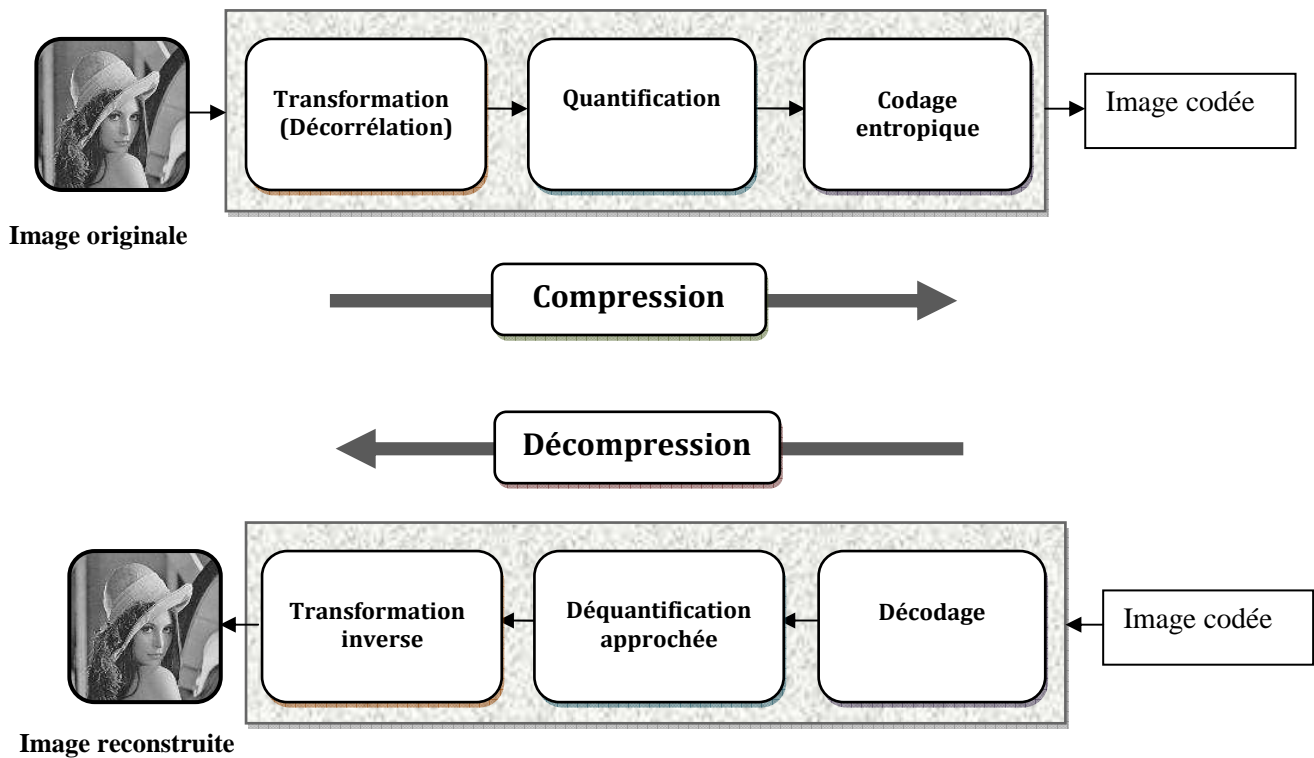 Transformation
(Décorrélation)
Quantification
Codage
entropique
Image codée
Image originale
Compression
Décompression
Transformation
inverse
Déquantification
approchée
Décodage
Image codée
Image reconstruite